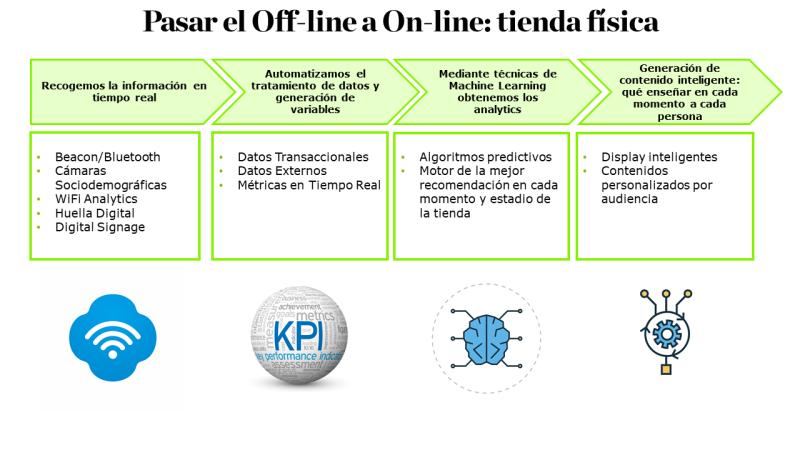 Pasar el Off-line a On-line: tienda física
Recogemos la información en
tiempo real
Automatizamos el
tratamiento de datos y
generación de
variables
Mediante técnicas de
Machine Learning
obtenemos los
analytics
Generación de
contenido inteligente:
qué enseñar en cada
momento a cada
persona
• Beacon/Bluetooth
• Cámaras
Sociodemográficas
• WiFi Analytics
• Huella Digital
• Digital Signage
• Datos Transaccionales
• Datos Externos
• Métricas en Tiempo Real
• Algoritmos predictivos
• Motor de la mejor
recomendación en cada
momento y estadio de
la tienda
• Display inteligentes
• Contenidos
personalizados por
audiencia
business
achievement
goals metrics
KPI
key performance indicator
assessment